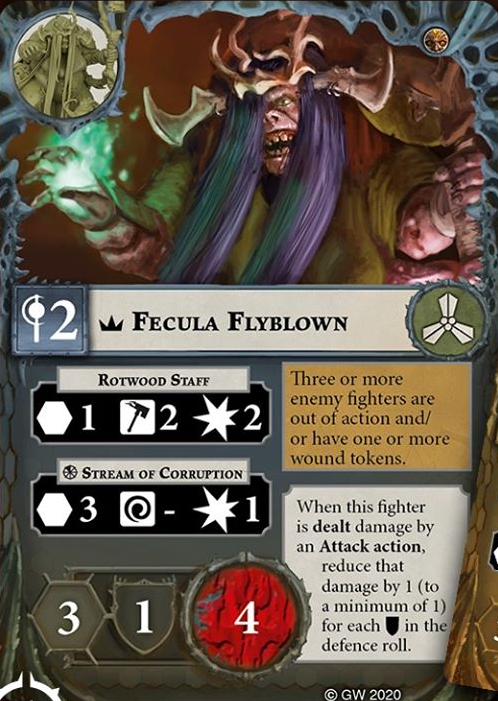 2 FECULA FLYBLOWN
ROTWOOD STAFF
1 2 2
STREAM OF CORRUPTION
3 - 1
Three or more
enemy fighters are
out of action and/
or have one or more
wound tokens.
When this fighter
is dealt damage by
an Attack action,
reduce that
damage by 1 (to
a minimum of 1)
for each in the
defence roll.
3 1 4
© GW 2020